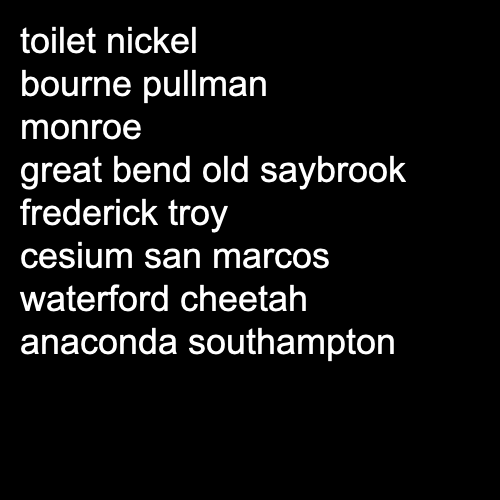 toilet nickel
bourne pullman
monroe
great bend old saybrook
frederick troy
cesium san marcos
waterford cheetah
anaconda southampton